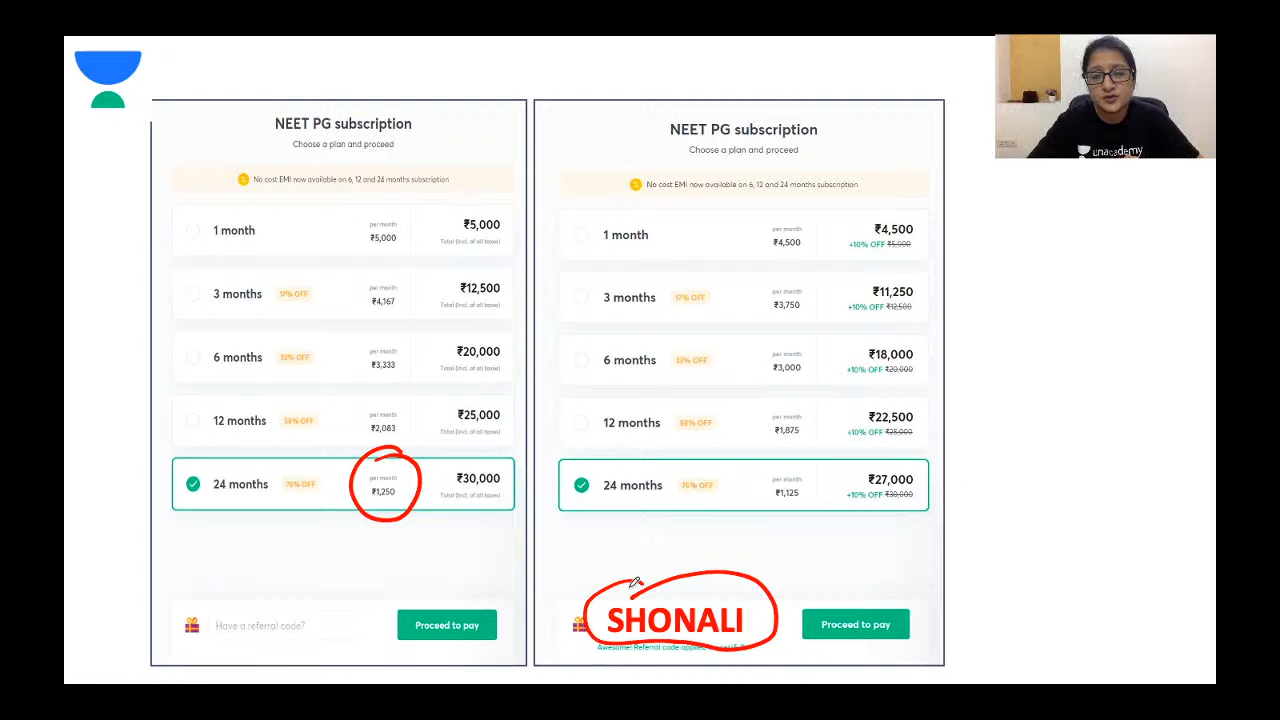 NEET PG subscription
Choose a plan and proceed
No cost EMI now available on 6, 12 and 24 months subscription
1 month
per month
₹5,000
₹5,000
Total (Incl. of all taxes)
3 months
17% OFF
per month
₹4,167
₹12,500
Total (Incl. of all taxes)
6 months
33% OFF
per month
₹3,333
₹20,000
Total (Incl. of all taxes)
12 months
58% OFF
per month
₹2,083
₹25,000
Total (Incl. of all taxes)
24 months
75% OFF
per month
₹1,250
₹30,000
Total (Incl. of all taxes)
Have a referral code?
Proceed to pay
NEET PG subscription
Choose a plan and proceed
No cost EMI now available on 6, 12 and 24 months subscription
1 month
per month
₹4,500
₹4,500
+10% OFF ₹5,000
3 months
17% OFF
per month
₹3,750
₹11,250
+10% OFF ₹12,500
6 months
33% OFF
per month
₹3,000
₹18,000
+10% OFF ₹20,000
12 months
58% OFF
per month
₹1,875
₹22,500
+10% OFF ₹25,000
24 months
75% OFF
per month
₹1,125
₹27,000
+10% OFF ₹30,000
SHONALI
Awesome! Referral code applied
Proceed to pay
unacademy